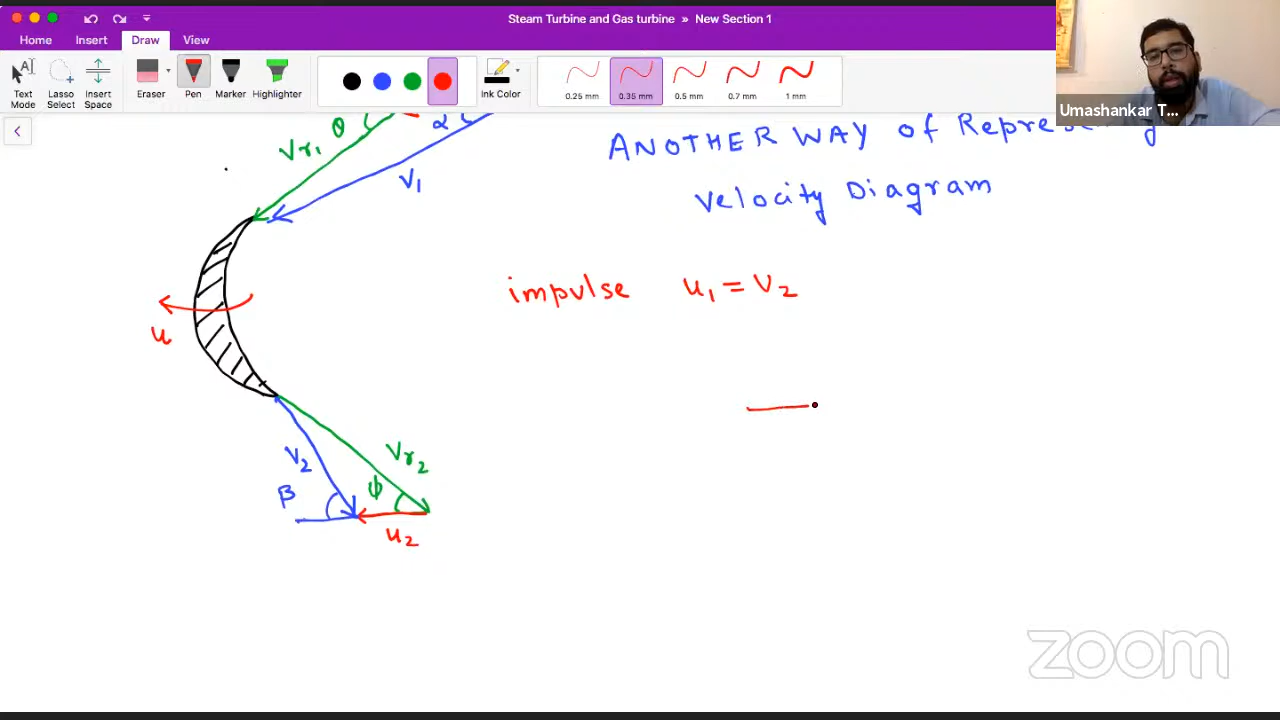 Steam Turbine and Gas turbine » New Section 1
Home Insert Draw View
Text Mode
Lasso Select
Insert Space
Eraser
Pen
Marker
Highlighter
Ink Color
0.25 mm
0.35 mm
0.5 mm
0.7 mm
1 mm
Umashankar T...
ANOTHER WAY of
Velocity Diagram
θ
α
Vr1
V1
impulse u1 = V2
u
V2
Vr2
β
ψ
u2
zoom